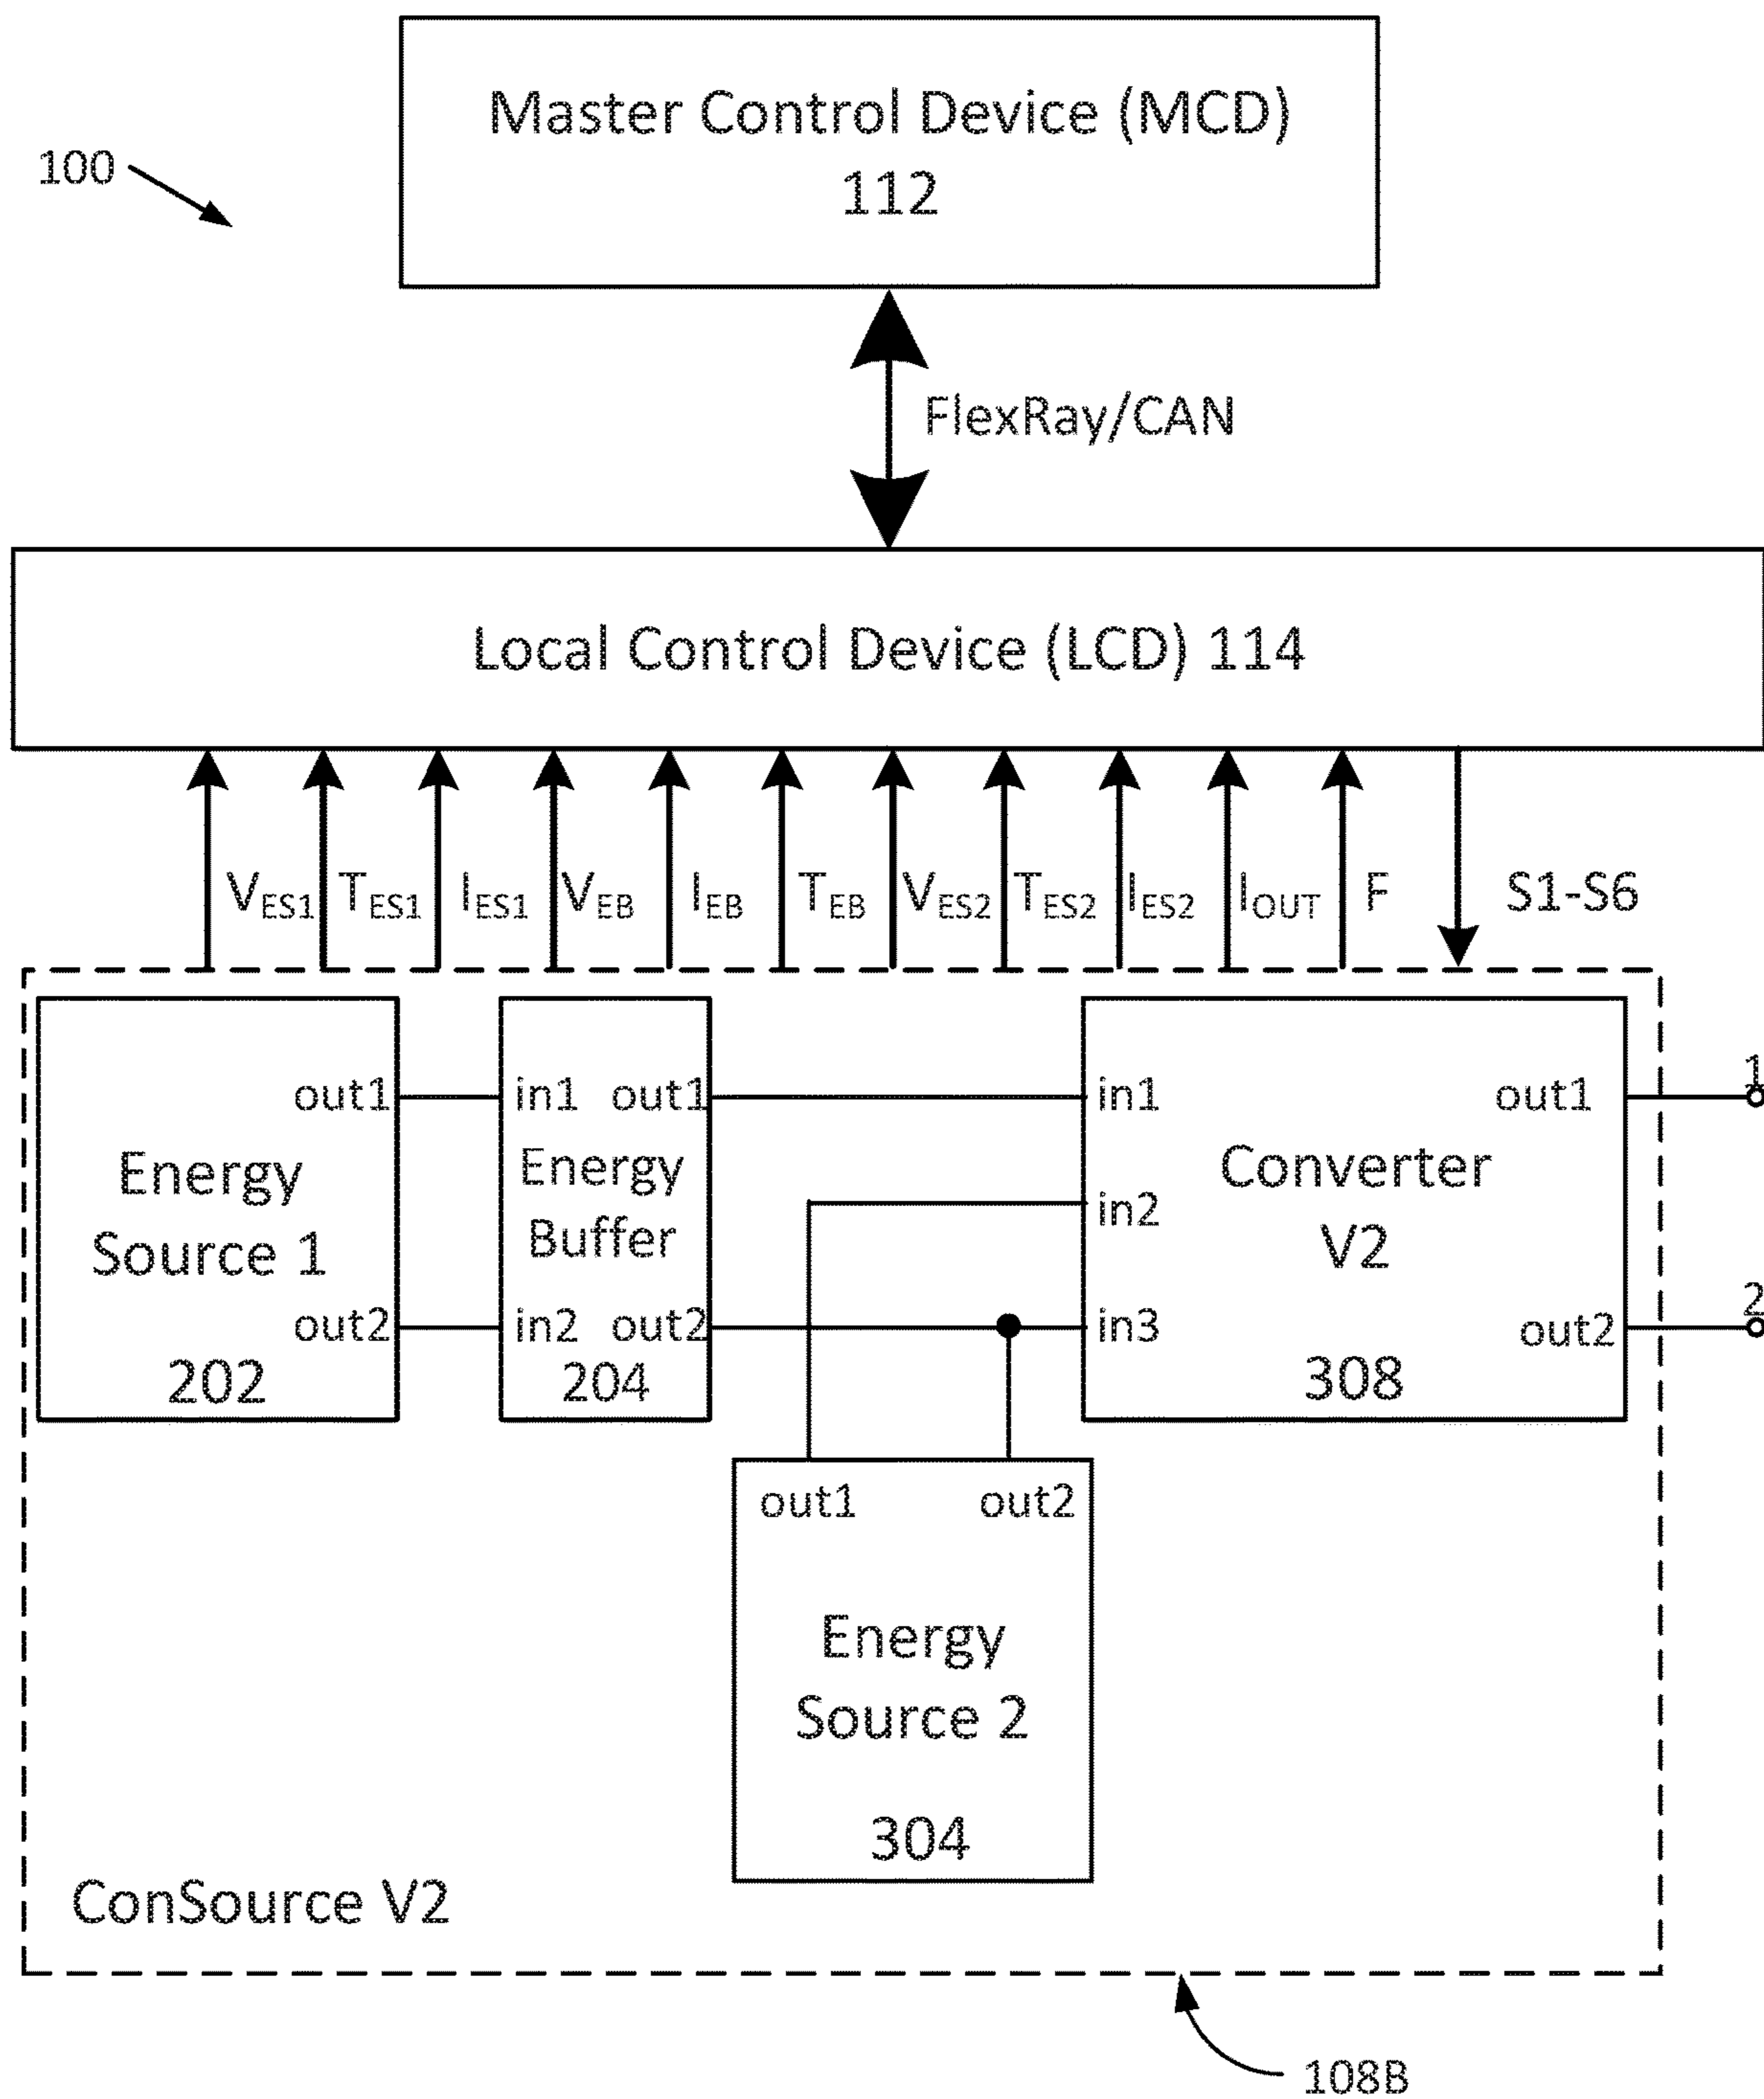 Master Control Device (MCD)
112
100
FlexRay/CAN
Local Control Device (LCD) 114
VES1 TES1 IES1 VEB IEB TEB VES2 TES2 IES2 IOUT F S1-S6
out1 in1 out1 in1 out1 1
Energy
Source 1
Energy
Buffer
in2
Converter
V2
out2 in2 out2 in3 out2 2
202 204 308
out1 out2
Energy
Source 2
304
ConSource V2
108B